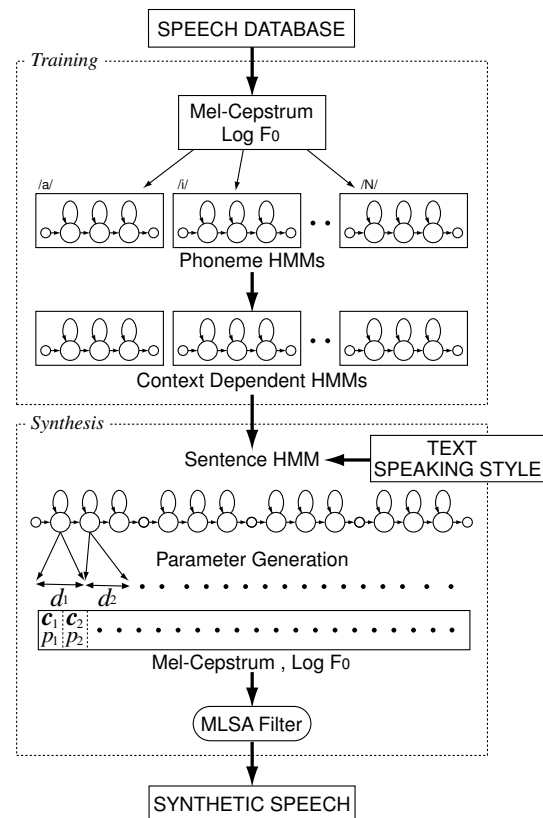 SPEECH DATABASE
Training
Mel-Cepstrum
Log F0
/a/
/i/
/N/
Phoneme HMMs
Context Dependent HMMs
Synthesis
Sentence HMM
TEXT
SPEAKING STYLE
Parameter Generation
d1 d2
c1 c2
p1 p2
Mel-Cepstrum , Log F0
MLSA Filter
SYNTHETIC SPEECH